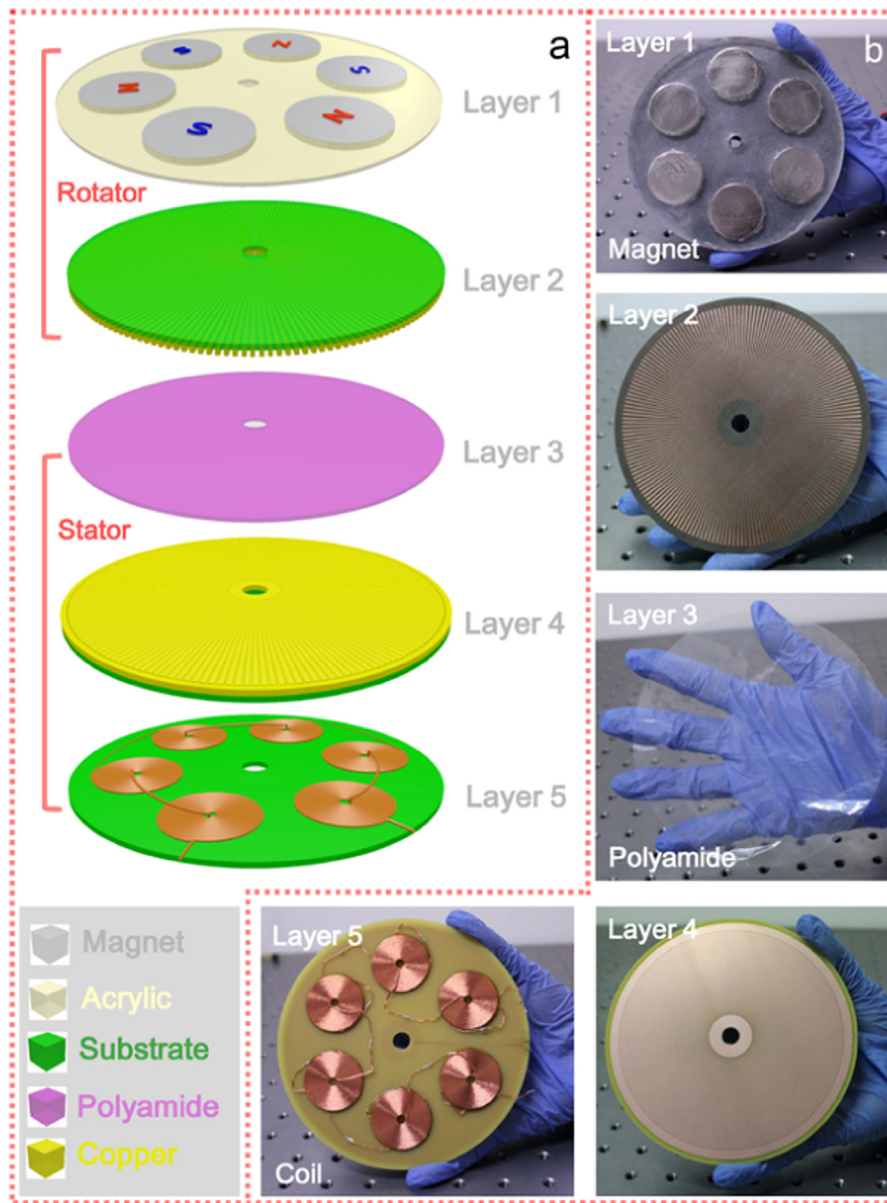 a
Layer 1
Rotator
Layer 2
Layer 3
Stator
Layer 4
Layer 5
N
S
N
S
N
S
Magnet
Acrylic
Substrate
Polyamide
Copper
b
Layer 1
Magnet
Layer 2
Layer 3
Polyamide
Layer 4
Layer 5
Coil